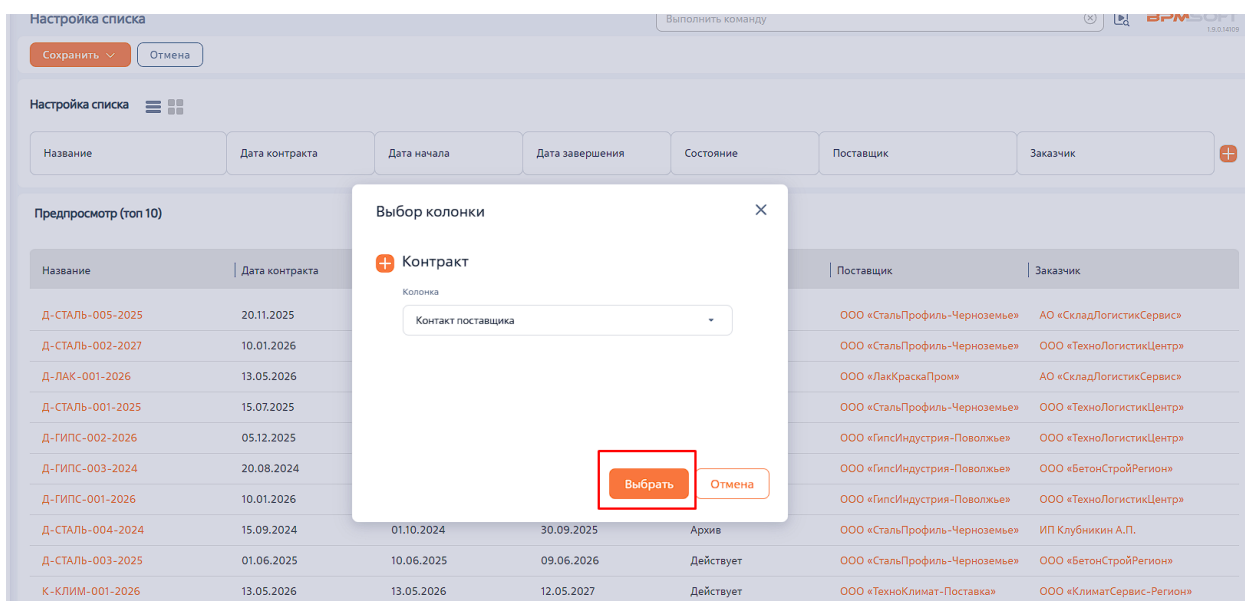 Настройка списка Выполнить команду BPMSOFT
1.9.0.14109
Сохранить Отмена
Настройка списка
Название Дата контракта Дата начала Дата завершения Состояние Поставщик Заказчик
Предпросмотр (топ 10)
Выбор колонки
Контракт
Колонка
Контакт поставщика
Выбрать Отмена
Название Дата контракта Поставщик Заказчик
Д-СТАЛЬ-005-2025 20.11.2025 ООО «СтальПрофиль-Черноземье» АО «СкладЛогистикСервис»
Д-СТАЛЬ-002-2027 10.01.2026 ООО «СтальПрофиль-Черноземье» ООО «ТехноЛогистикЦентр»
Д-ЛАК-001-2026 13.05.2026 ООО «ЛакКраскаПром» АО «СкладЛогистикСервис»
Д-СТАЛЬ-001-2025 15.07.2025 ООО «СтальПрофиль-Черноземье» ООО «ТехноЛогистикЦентр»
Д-ГИПС-002-2026 05.12.2025 ООО «ГипсИндустрия-Поволжье» ООО «ТехноЛогистикЦентр»
Д-ГИПС-003-2024 20.08.2024 ООО «ГипсИндустрия-Поволжье» ООО «БетонСтройРегион»
Д-ГИПС-001-2026 10.01.2026 ООО «ГипсИндустрия-Поволжье» ООО «ТехноЛогистикЦентр»
Д-СТАЛЬ-004-2024 15.09.2024 01.10.2024 30.09.2025 Архив ООО «СтальПрофиль-Черноземье» ИП Клубникин А.П.
Д-СТАЛЬ-003-2025 01.06.2025 10.06.2025 09.06.2026 Действует ООО «СтальПрофиль-Черноземье» ООО «БетонСтройРегион»
К-КЛИМ-001-2026 13.05.2026 13.05.2026 12.05.2027 Действует ООО «ТехноКлимат-Поставка» ООО «КлиматСервис-Регион»